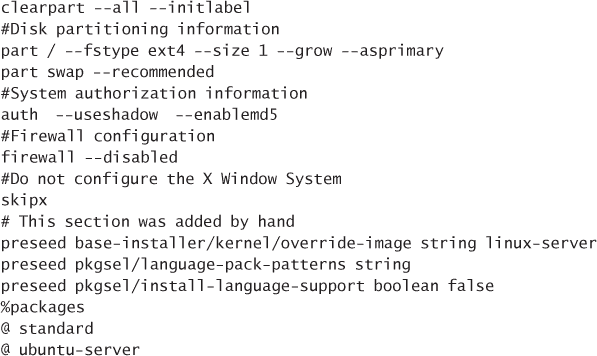 clearpart --all --initlabel
#Disk partitioning information
part / --fstype ext4 --size 1 --grow --asprimary
part swap --recommended
#System authorization information
auth  --useshadow  --enablemd5
#Firewall configuration
firewall --disabled
#Do not configure the X Window System
skipx
# This section was added by hand
preseed base-installer/kernel/override-image string linux-server
preseed pkgsel/language-pack-patterns string
preseed pkgsel/install-language-support boolean false
%packages
@ standard
@ ubuntu-server